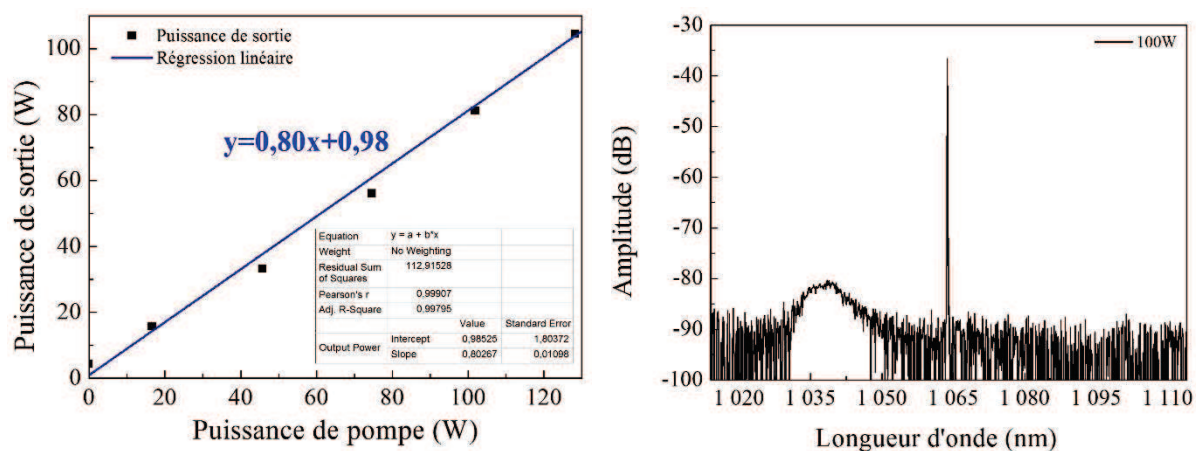 Puissance de sortie (W)
100
80
60
40
20
0
Puissance de sortie
Régression linéaire
y=0,80x+0,98
Equation y = a + b*x
Weight No Weighting
Residual Sum of Squares 112,91528
Pearson's r 0,99907
Adj. R-Square 0,99795
Value Standard Error
Output Power Intercept 0,98525 1,80372
Slope 0,80267 0,01098
0 20 40 60 80 100 120
Puissance de pompe (W)
Amplitude (dB)
-30
-40
-50
-60
-70
-80
-90
-100
100W
1 020 1 035 1 050 1 065 1 080 1 095 1 110
Longueur d'onde (nm)